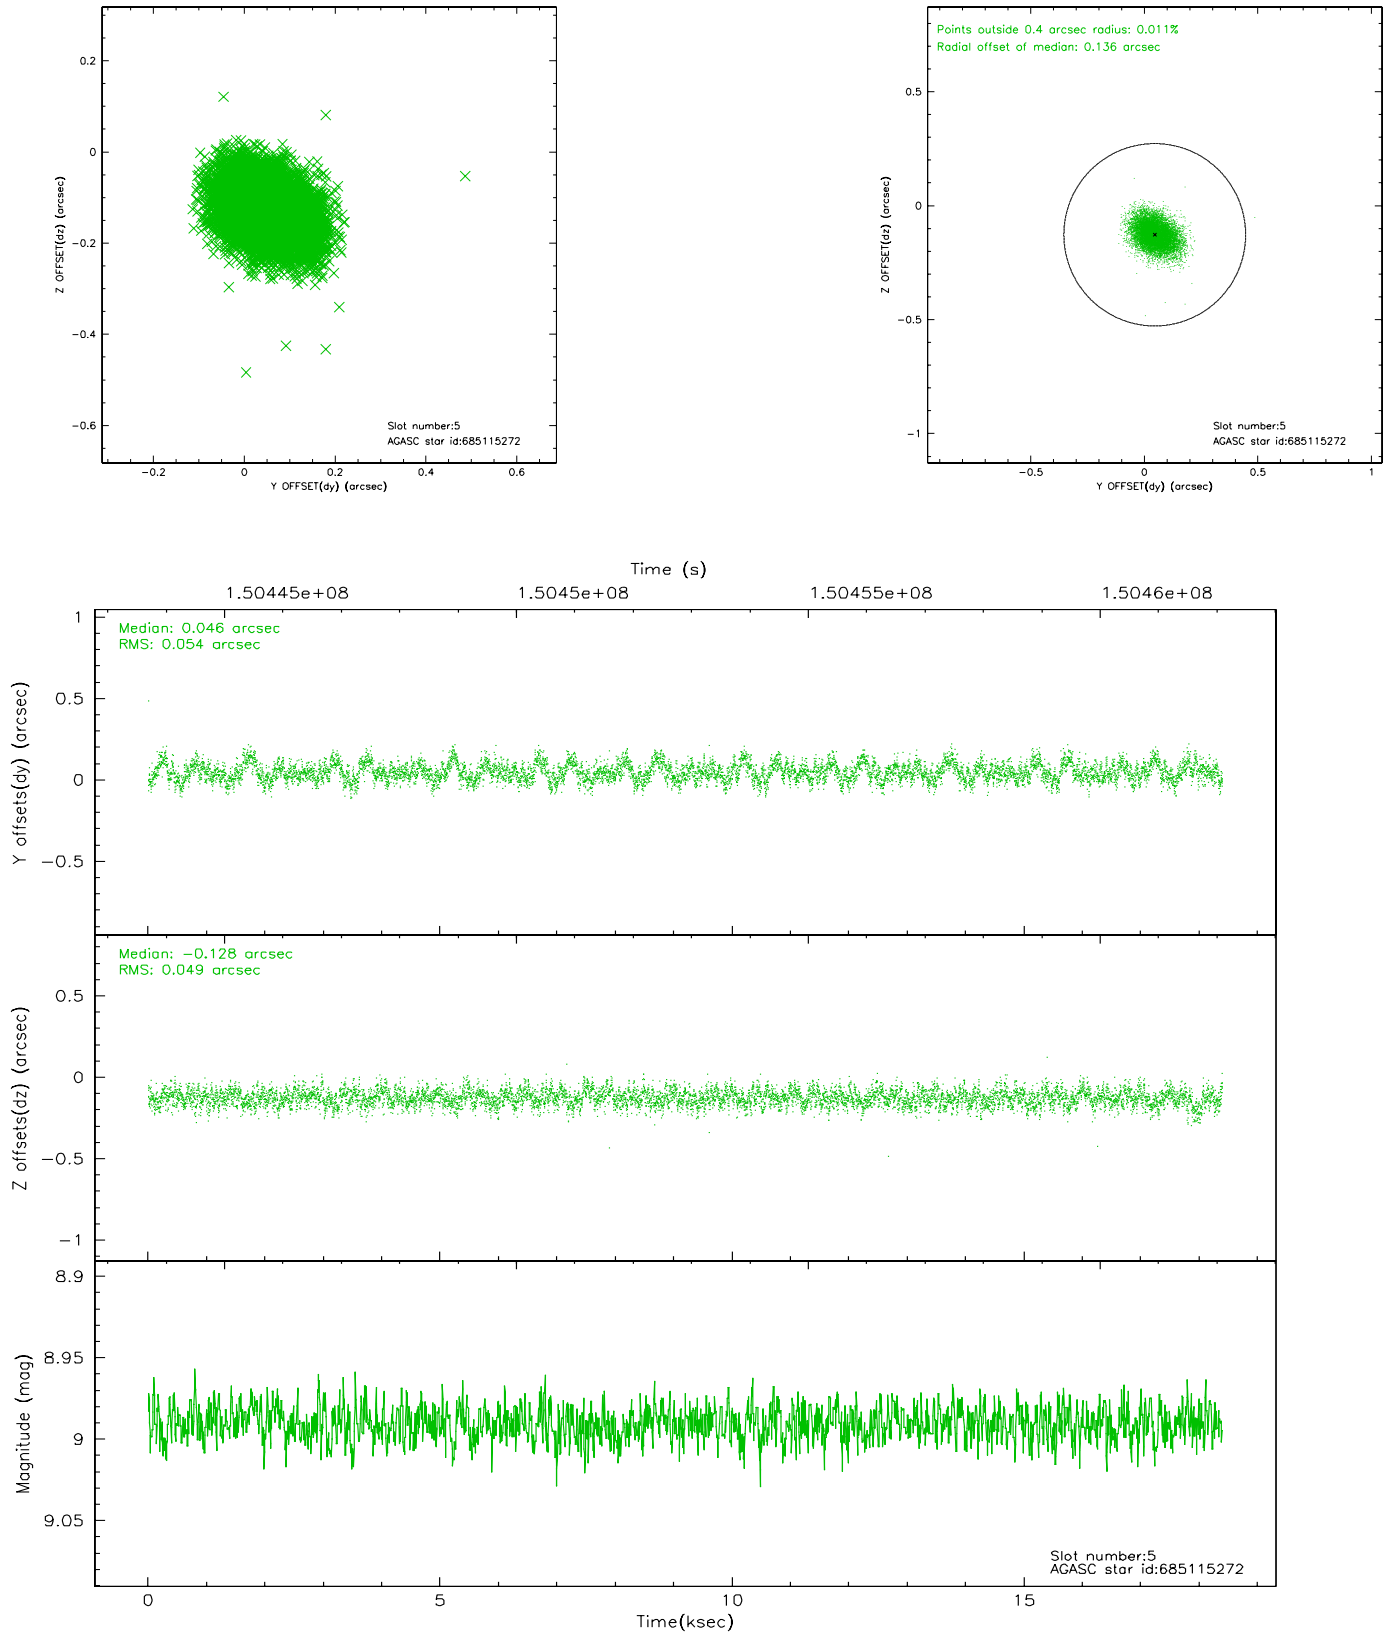 0.2
0
−0.2
−0.4
−0.6
Z OFFSET(dz) (arcsec)
Slot number:5
AGASC star id:685115272
−0.2 0 0.2 0.4 0.6
Y OFFSET(dy) (arcsec)
Points outside 0.4 arcsec radius: 0.011%
Radial offset of median: 0.136 arcsec
0.5
0
−0.5
−1
Z OFFSET(dz) (arcsec)
Slot number:5
AGASC star id:685115272
−0.5 0 0.5 1
Y OFFSET(dy) (arcsec)
Time (s)
1.50445e+08 1.5045e+08 1.50455e+08 1.5046e+08
Median: 0.046 arcsec
RMS: 0.054 arcsec
1
0.5
0
−0.5
Y offsets(dy) (arcsec)
Median: −0.128 arcsec
RMS: 0.049 arcsec
0.5
0
−0.5
−1
Z offsets(dz) (arcsec)
8.9
8.95
9
9.05
Magnitude (mag)
Slot number:5
AGASC star id:685115272
0 5 10 15
Time(ksec)